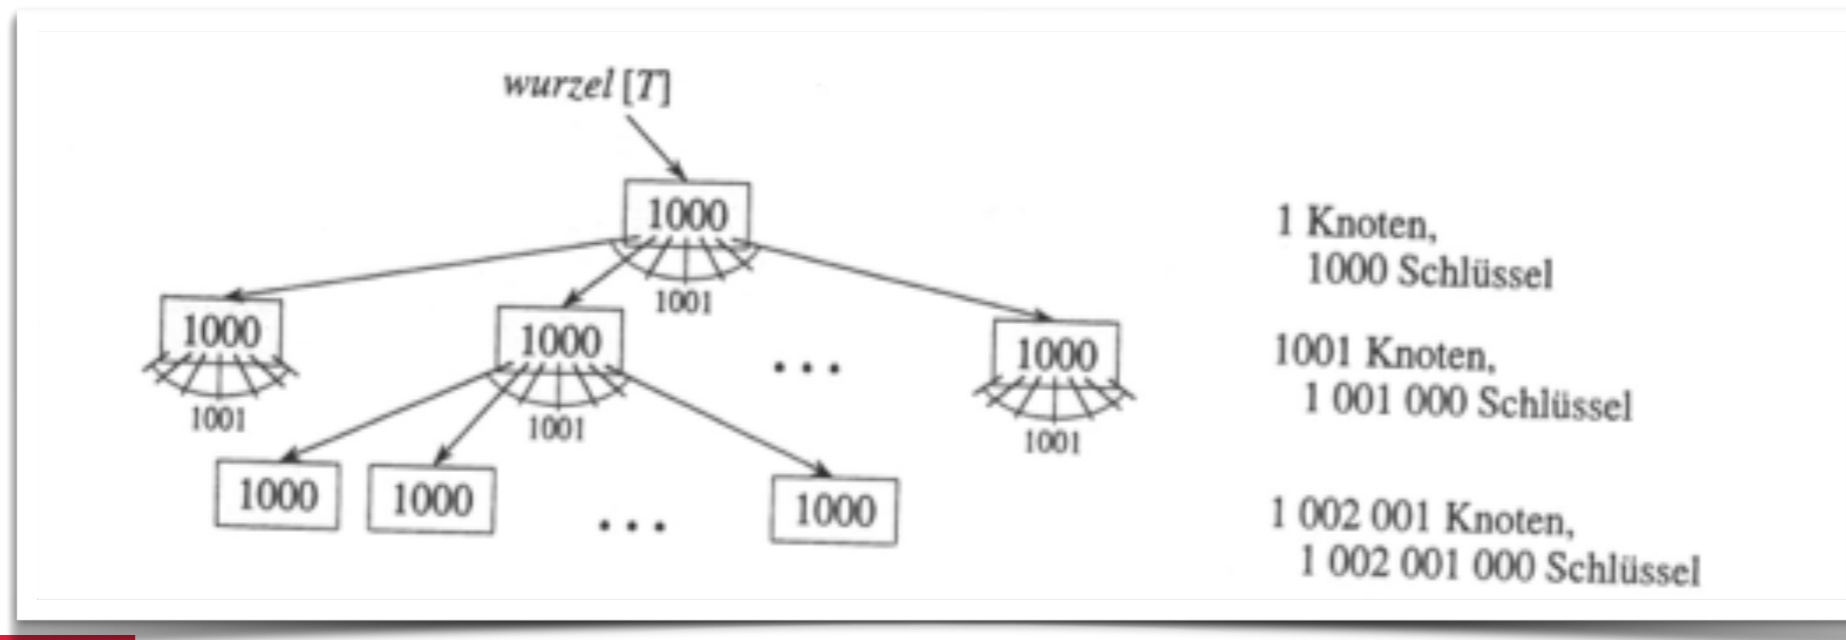 wurzel [T]
1000
1 Knoten,
1000 Schlüssel
1001
1000
1000
1000
1001 Knoten,
1 001 000 Schlüssel
1001
1001
1001
1000
1000
1000
1 002 001 Knoten,
1 002 001 000 Schlüssel